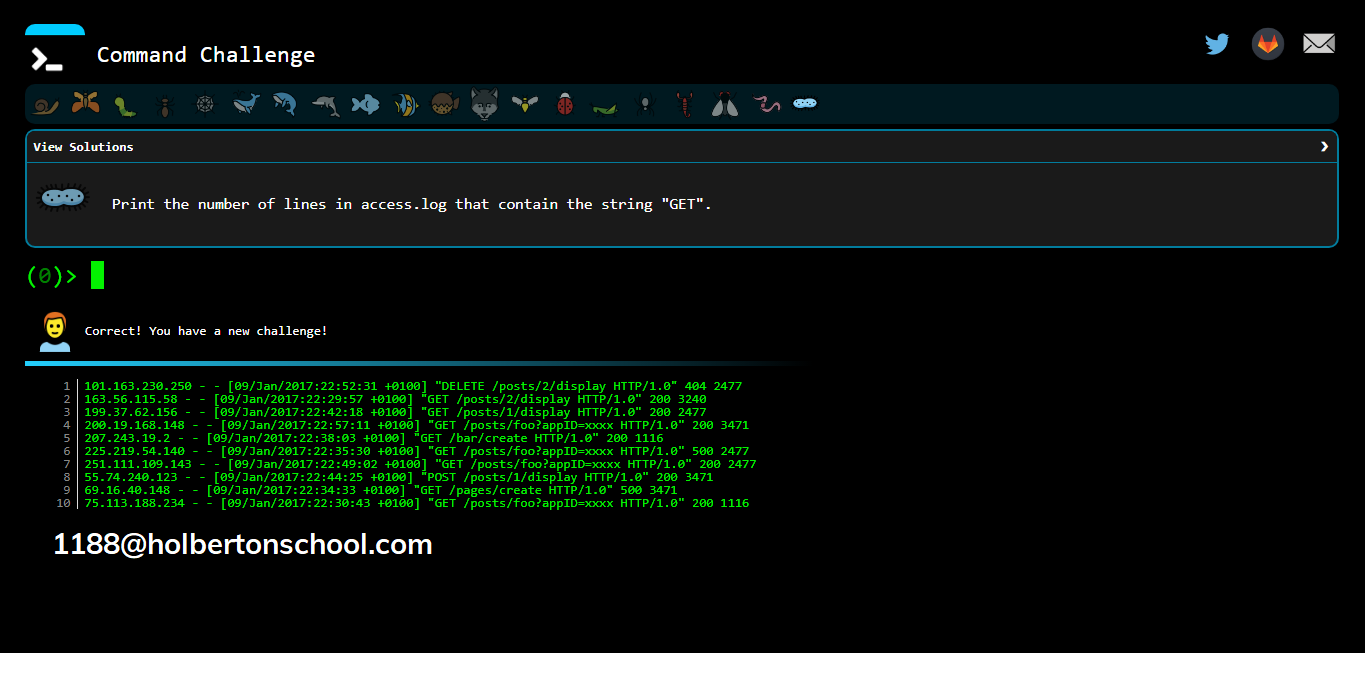 Command Challenge
View Solutions
Print the number of lines in access.log that contain the string "GET".
(0)>
Correct! You have a new challenge!
1 101.163.230.250 - - [09/Jan/2017:22:52:31 +0100] "DELETE /posts/2/display HTTP/1.0" 404 2477
2 163.56.115.58 - - [09/Jan/2017:22:29:57 +0100] "GET /posts/2/display HTTP/1.0" 200 3240
3 199.37.62.156 - - [09/Jan/2017:22:42:18 +0100] "GET /posts/1/display HTTP/1.0" 200 2477
4 200.19.168.148 - - [09/Jan/2017:22:57:11 +0100] "GET /posts/foo?appID=xxxx HTTP/1.0" 200 3471
5 207.243.19.2 - - [09/Jan/2017:22:38:03 +0100] "GET /bar/create HTTP/1.0" 200 1116
6 225.219.54.140 - - [09/Jan/2017:22:35:30 +0100] "GET /posts/foo?appID=xxxx HTTP/1.0" 500 2477
7 251.111.109.143 - - [09/Jan/2017:22:49:02 +0100] "GET /posts/foo?appID=xxxx HTTP/1.0" 200 2477
8 55.74.240.123 - - [09/Jan/2017:22:44:25 +0100] "POST /posts/1/display HTTP/1.0" 200 3471
9 69.16.40.148 - - [09/Jan/2017:22:34:33 +0100] "GET /pages/create HTTP/1.0" 500 3471
10 75.113.188.234 - - [09/Jan/2017:22:30:43 +0100] "GET /posts/foo?appID=xxxx HTTP/1.0" 200 1116
1188@holbertonschool.com